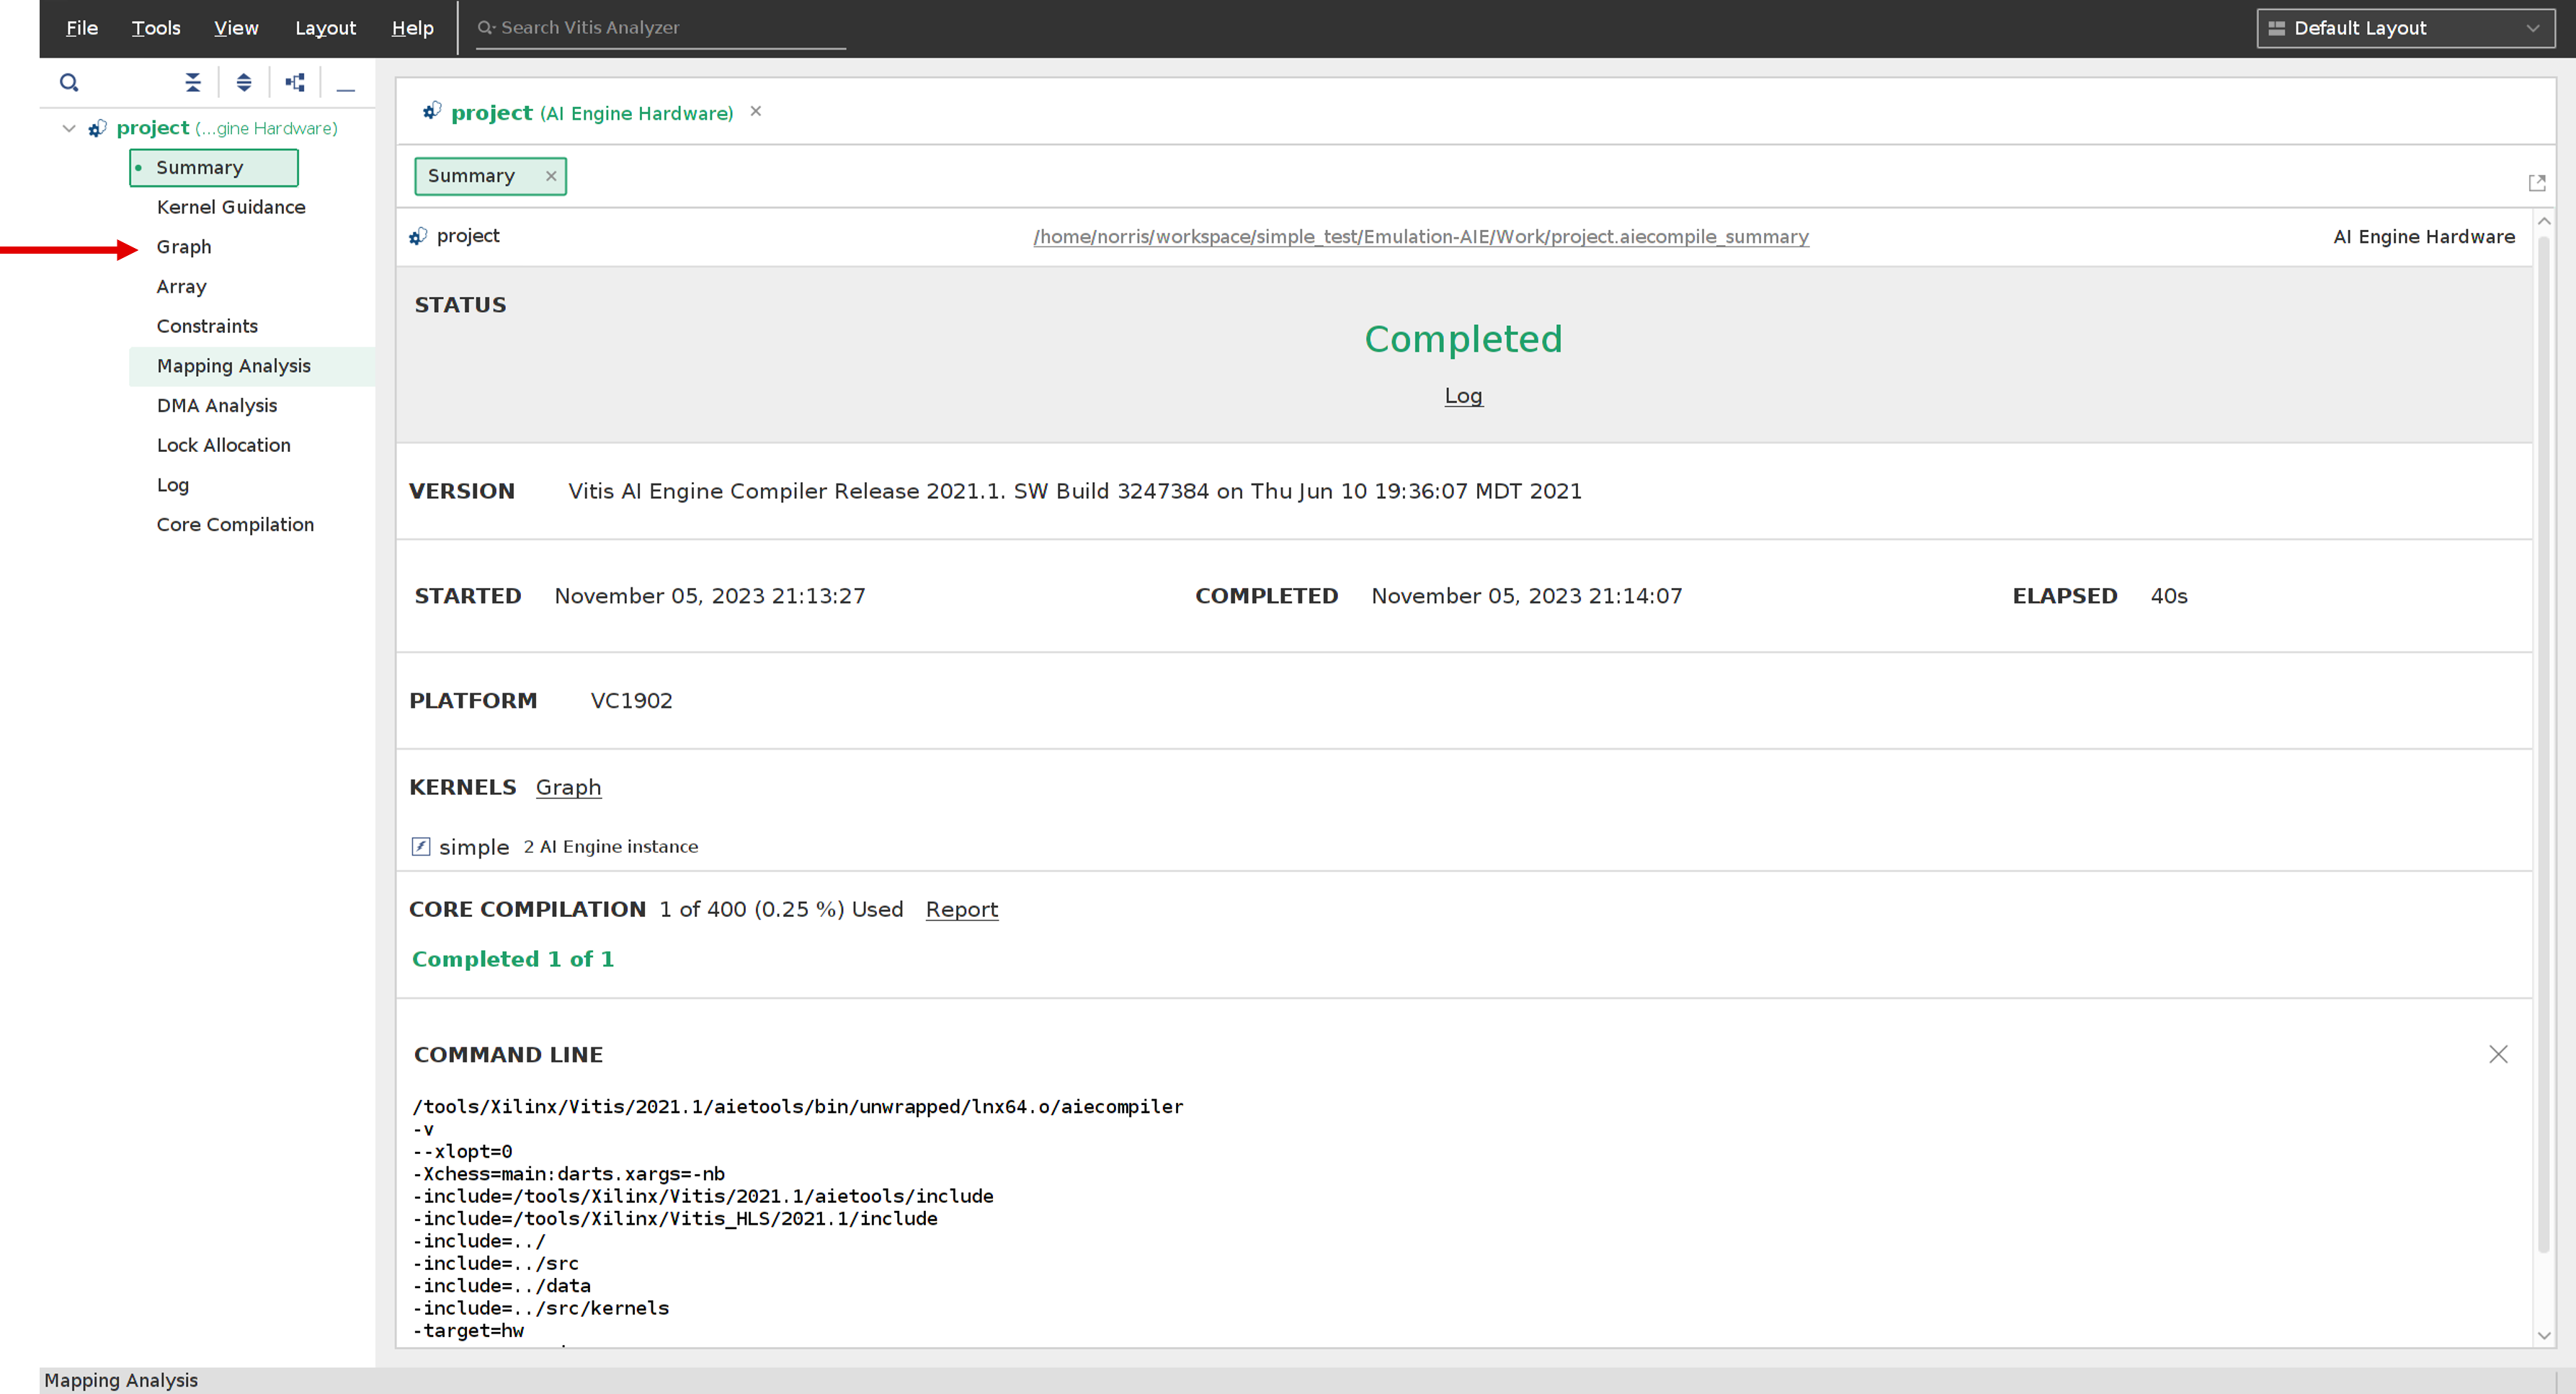 File Tools View Layout Help Search Vitis Analyzer Default Layout
project (...gine Hardware)
Summary
Kernel Guidance
Graph
Array
Constraints
Mapping Analysis
DMA Analysis
Lock Allocation
Log
Core Compilation
project (AI Engine Hardware)
Summary
project /home/norris/workspace/simple_test/Emulation-AIE/Work/project.aiecompile_summary AI Engine Hardware
STATUS
Completed
Log
VERSION Vitis AI Engine Compiler Release 2021.1. SW Build 3247384 on Thu Jun 10 19:36:07 MDT 2021
STARTED November 05, 2023 21:13:27 COMPLETED November 05, 2023 21:14:07 ELAPSED 40s
PLATFORM VC1902
KERNELS Graph
simple 2 AI Engine instance
CORE COMPILATION 1 of 400 (0.25 %) Used Report
Completed 1 of 1
COMMAND LINE
/tools/Xilinx/Vitis/2021.1/aietools/bin/unwrapped/lnx64.o/aiecompiler
-v
--xlopt=0
-Xchess=main:darts.xargs=-nb
-include=/tools/Xilinx/Vitis/2021.1/aietools/include
-include=/tools/Xilinx/Vitis_HLS/2021.1/include
-include=../
-include=../src
-include=../data
-include=../src/kernels
-target=hw
Mapping Analysis